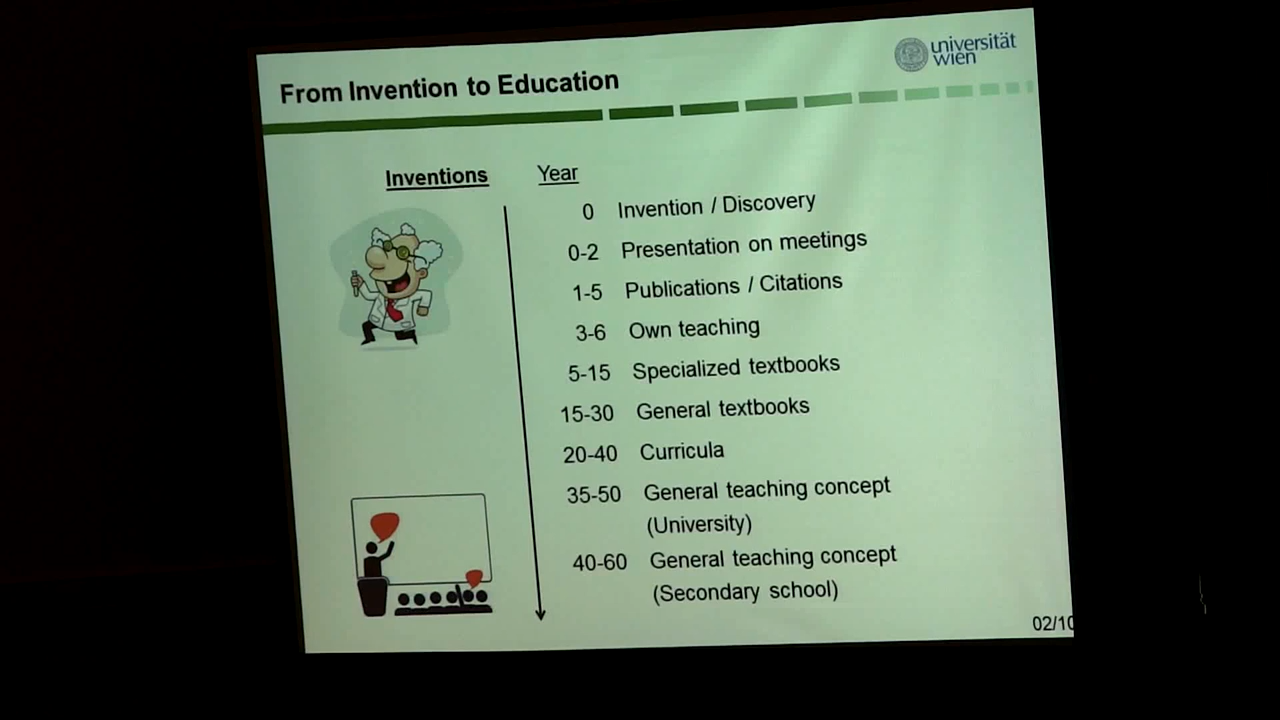 universität
wien
From Invention to Education
Inventions Year
0 Invention / Discovery
0-2 Presentation on meetings
1-5 Publications / Citations
3-6 Own teaching
5-15 Specialized textbooks
15-30 General textbooks
20-40 Curricula
35-50 General teaching concept
(University)
40-60 General teaching concept
(Secondary school)
02/10